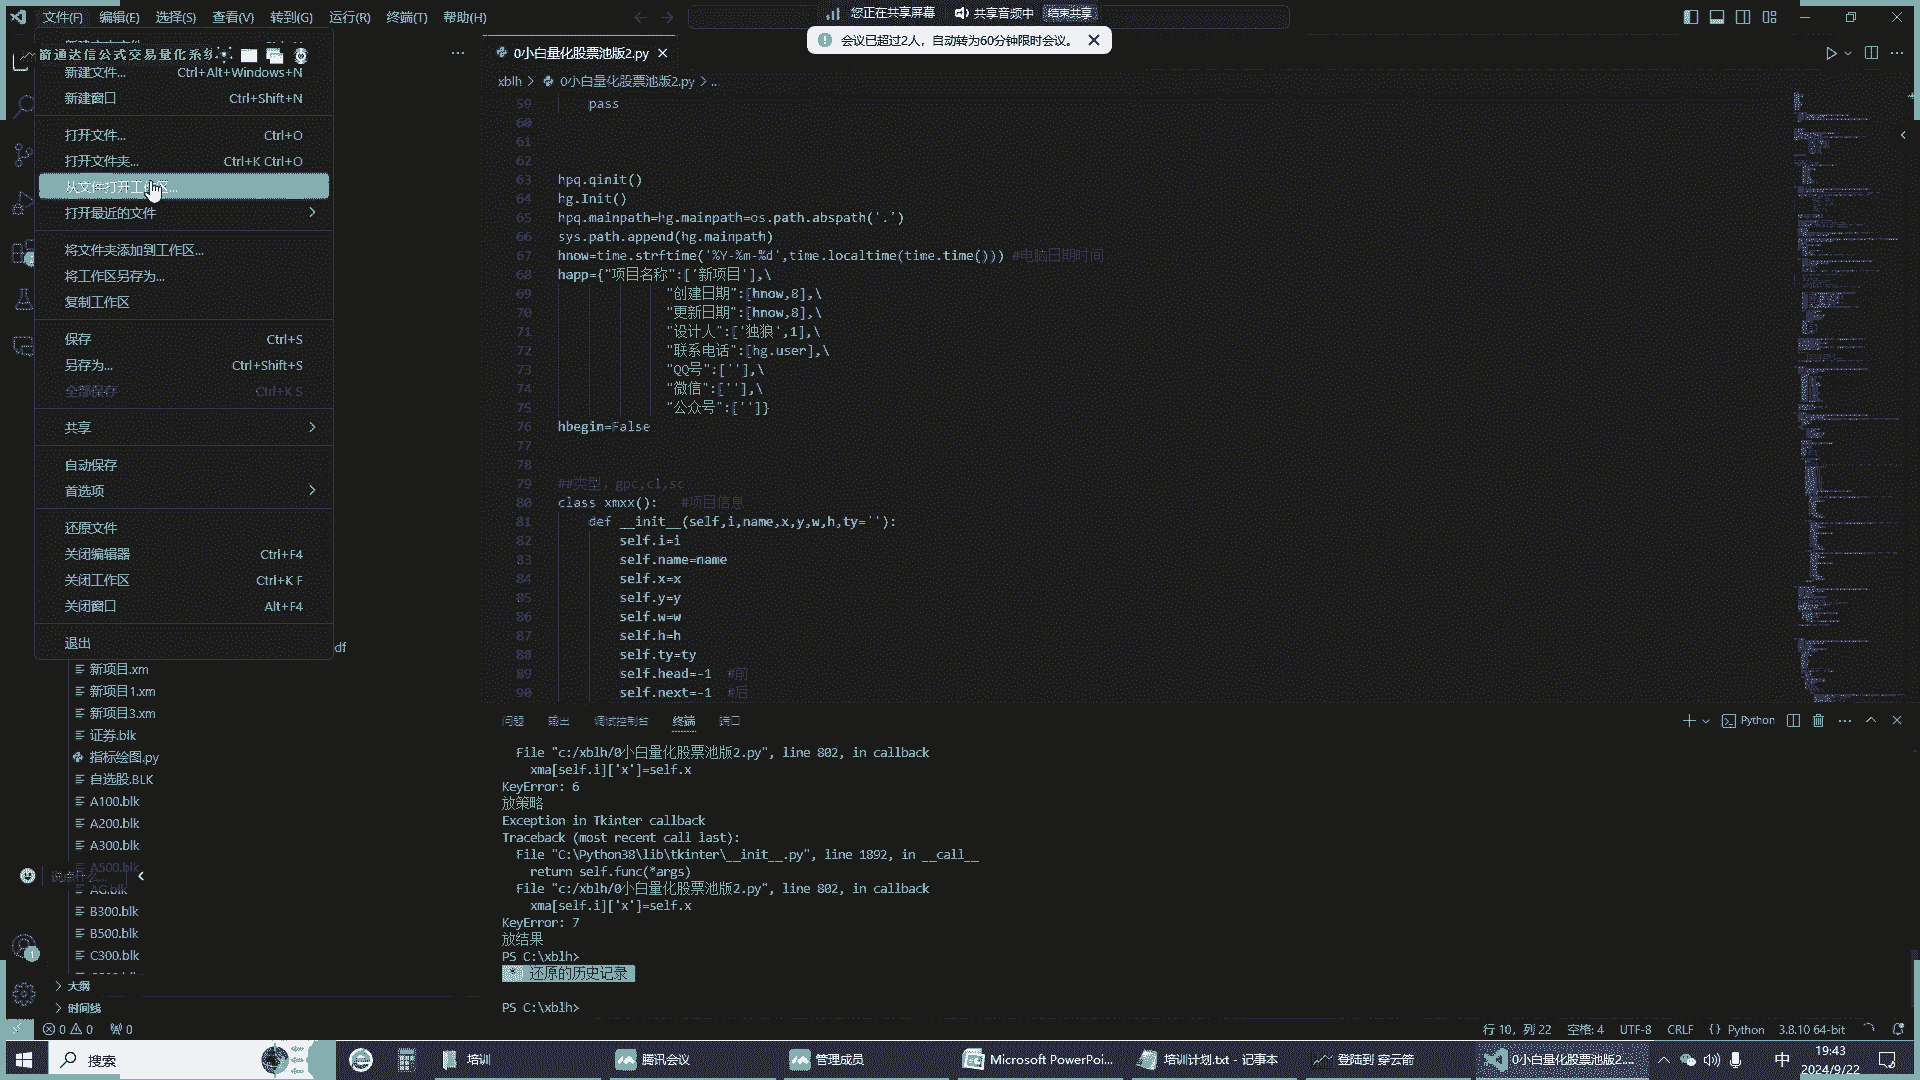 文件(F) 编辑(E) 选择(S) 查看(V) 转到(G) 运行(R) 终端(T) 帮助(H)
您正在共享屏幕 共享音频中 结束共享
会议已超过2人，自动转为60分钟限时会议。
箭通达信公式交易量化系统
新建文件... Ctrl+Alt+Windows+N
新建窗口 Ctrl+Shift+N
打开文件... Ctrl+O
打开文件夹... Ctrl+K Ctrl+O
从文件打开工作区...
打开最近的文件
将文件夹添加到工作区...
将工作区另存为...
复制工作区
保存 Ctrl+S
另存为... Ctrl+Shift+S
全部保存 Ctrl+K S
共享
自动保存
首选项
还原文件
关闭编辑器 Ctrl+F4
关闭工作区 Ctrl+K F
关闭窗口 Alt+F4
退出
df
新项目.xm
新项目1.xm
新项目3.xm
证券.blk
指标绘图.py
自选股.BLK
A100.blk
A200.blk
A300.blk
A500.blk
说点什么...
AG.blk
B300.blk
B500.blk
C300.blk
大纲
时间线
0小白量化股票池版2.py
xblh > 0小白量化股票池版2.py > ...
59 pass
60
61
62
63 hpq.qinit()
64 hg.Init()
65 hpq.mainpath=hg.mainpath=os.path.abspath('.')
66 sys.path.append(hg.mainpath)
67 hnow=time.strftime('%Y-%m-%d',time.localtime(time.time())) #电脑日期时间
68 happ={"项目名称":['新项目'],\
69 "创建日期":[hnow,8],\
70 "更新日期":[hnow,8],\
71 "设计人":['独狼',1],\
72 "联系电话":[hg.user],\
73 "QQ号":[''],\
74 "微信":[''],\
75 "公众号":['']}
76 hbegin=False
77
78
79 ##类型，gpc,cl,sc
80 class xmxx(): #项目信息
81 def __init__(self,i,name,x,y,w,h,ty=''):
82 self.i=i
83 self.name=name
84 self.x=x
85 self.y=y
86 self.w=w
87 self.h=h
88 self.ty=ty
89 self.head=-1 #前
90 self.next=-1 #后
问题 输出 调试控制台 终端 端口
Python
File "c:/xblh/0小白量化股票池版2.py", line 802, in callback
xma[self.i]['x']=self.x
KeyError: 6
放策略
Exception in Tkinter callback
Traceback (most recent call last):
File "C:\Python38\lib\tkinter\__init__.py", line 1892, in __call__
return self.func(*args)
File "c:/xblh/0小白量化股票池版2.py", line 802, in callback
xma[self.i]['x']=self.x
KeyError: 7
放结果
PS C:\xblh>
* 还原的历史记录
PS C:\xblh>
0 0 0
行 10，列 22 空格: 4 UTF-8 CRLF {} Python 3.8.10 64-bit
搜索
培训
腾讯会议
管理成员
Microsoft PowerPoi...
培训计划.txt - 记事本
登陆到 穿云箭
0小白量化股票池版2....
中
19:43
2024/9/22